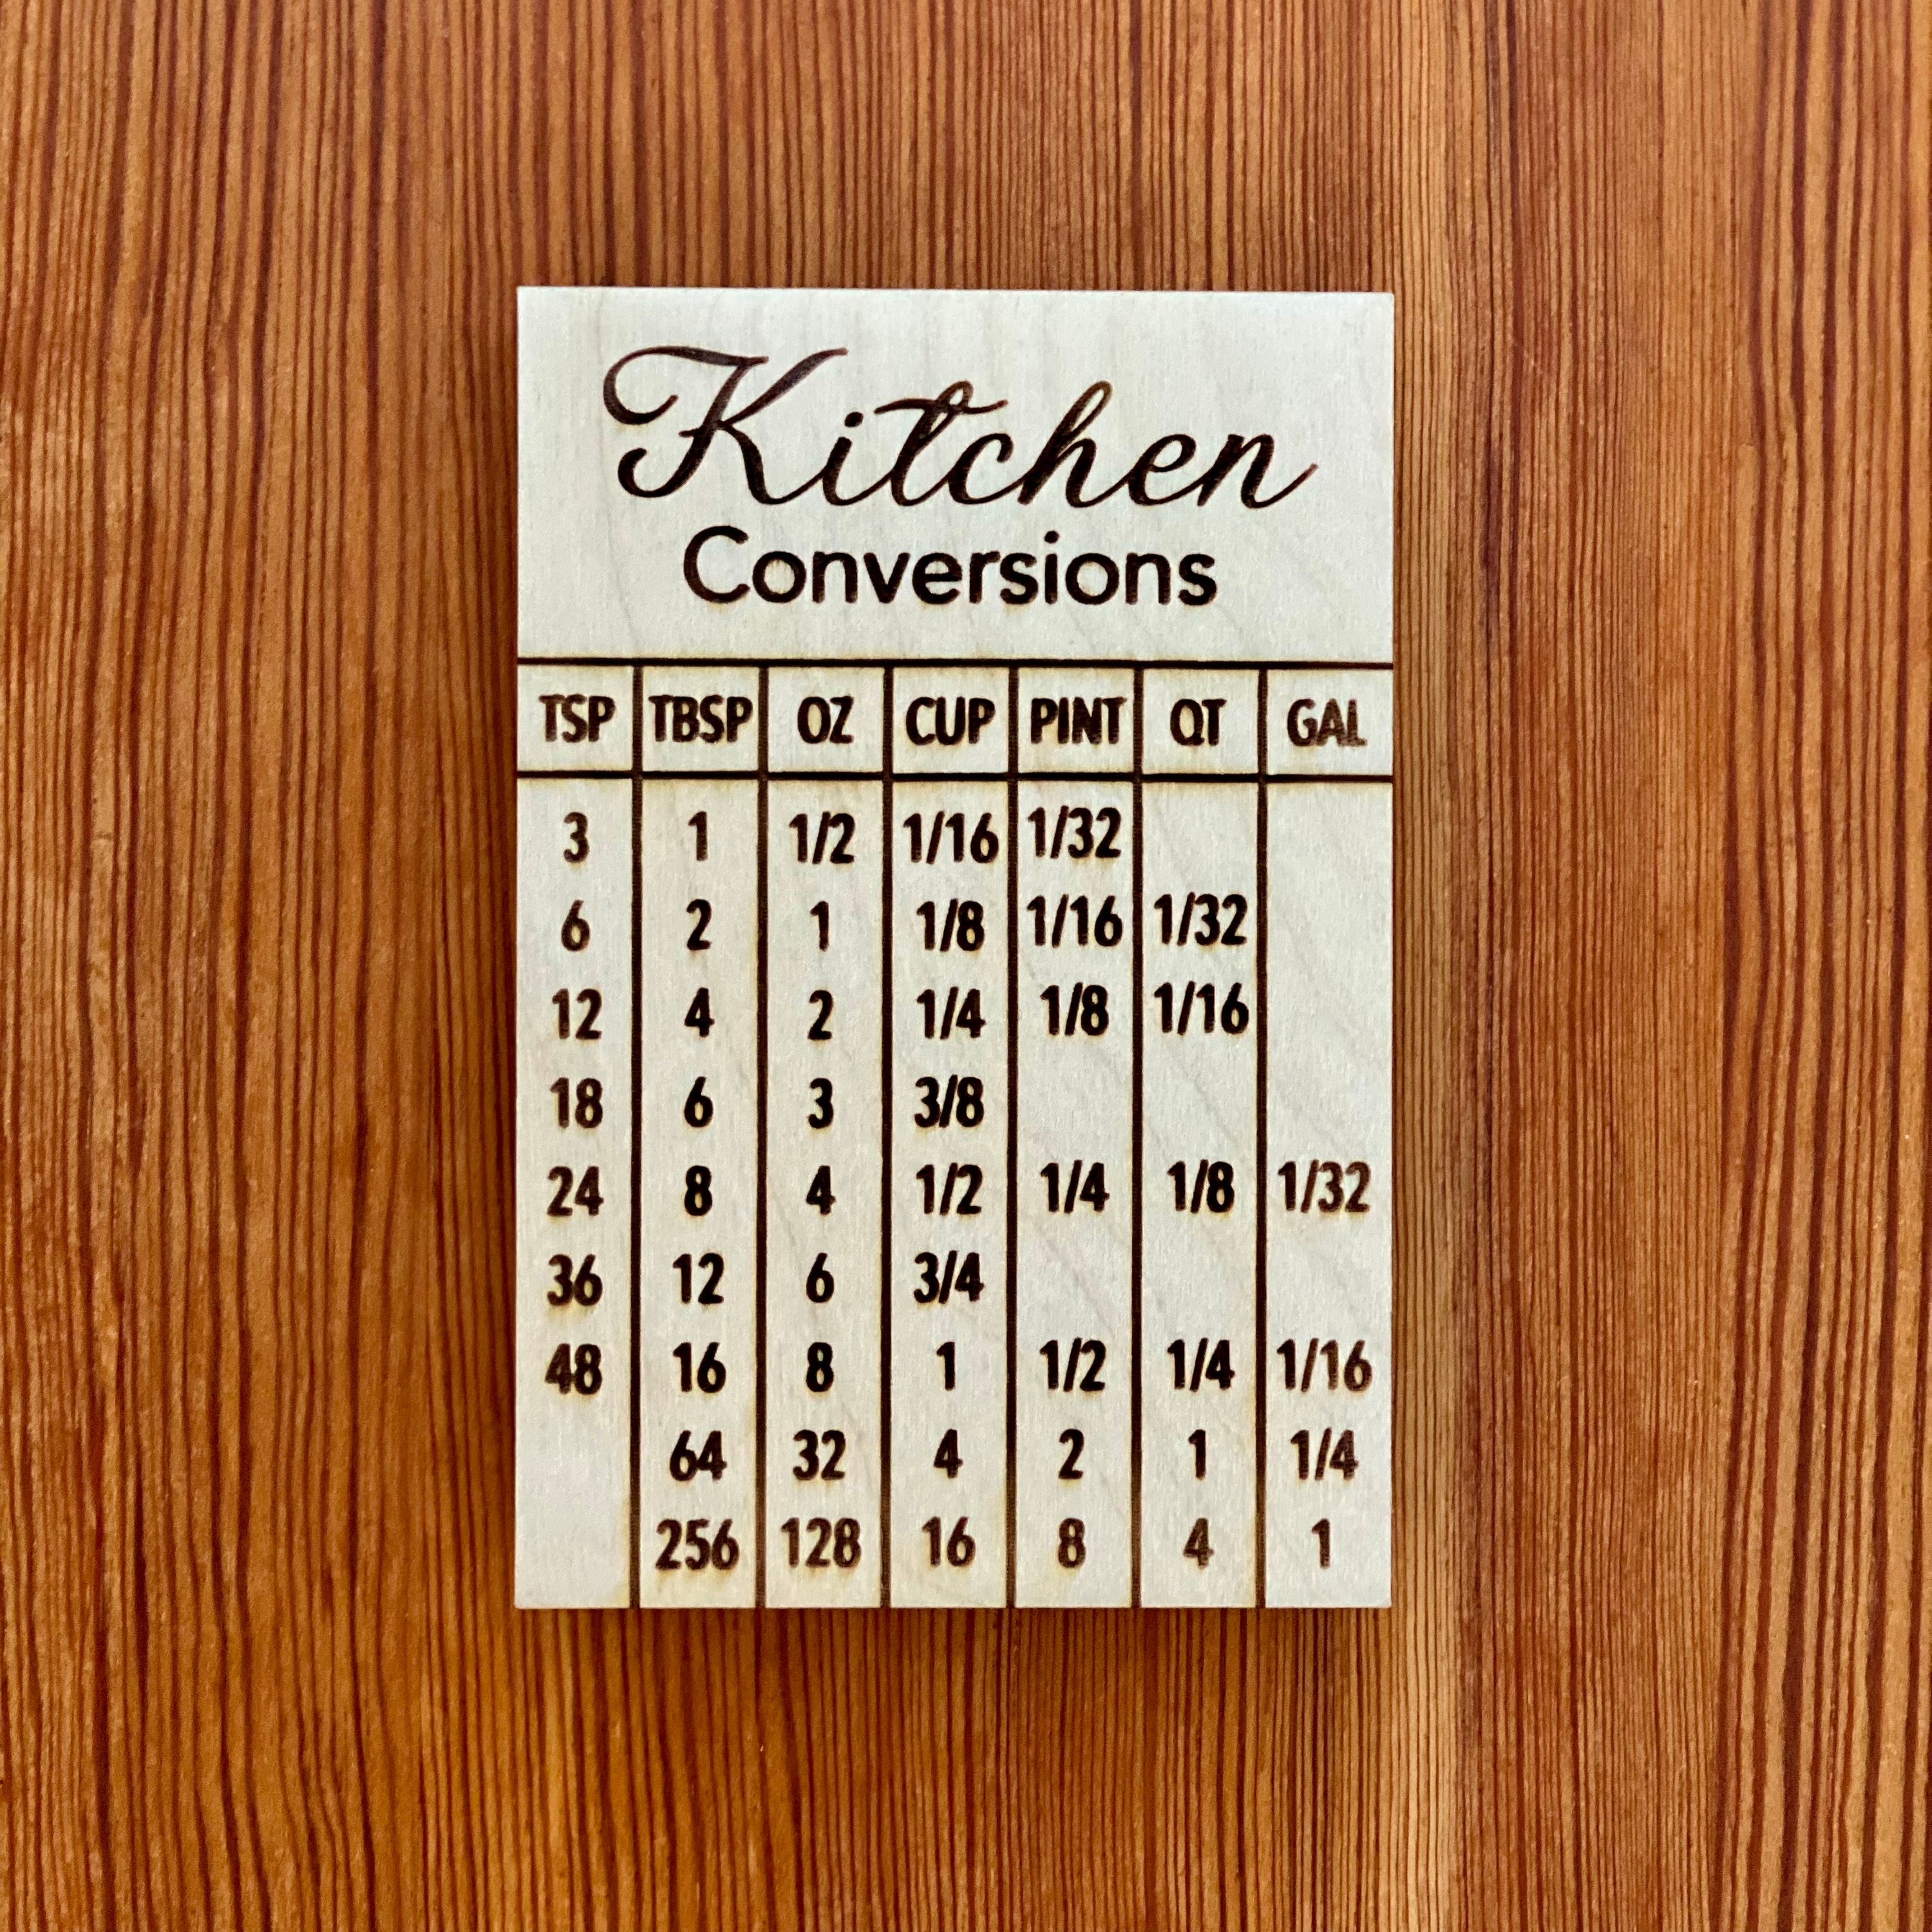 Kitchen
Conversions
TSP TBSP OZ CUP PINT QT GAL
3 1 1/2 1/16 1/32
6 2 1 1/8 1/16 1/32
12 4 2 1/4 1/8 1/16
18 6 3 3/8
24 8 4 1/2 1/4 1/8 1/32
36 12 6 3/4
48 16 8 1 1/2 1/4 1/16
64 32 4 2 1 1/4
256 128 16 8 4 1